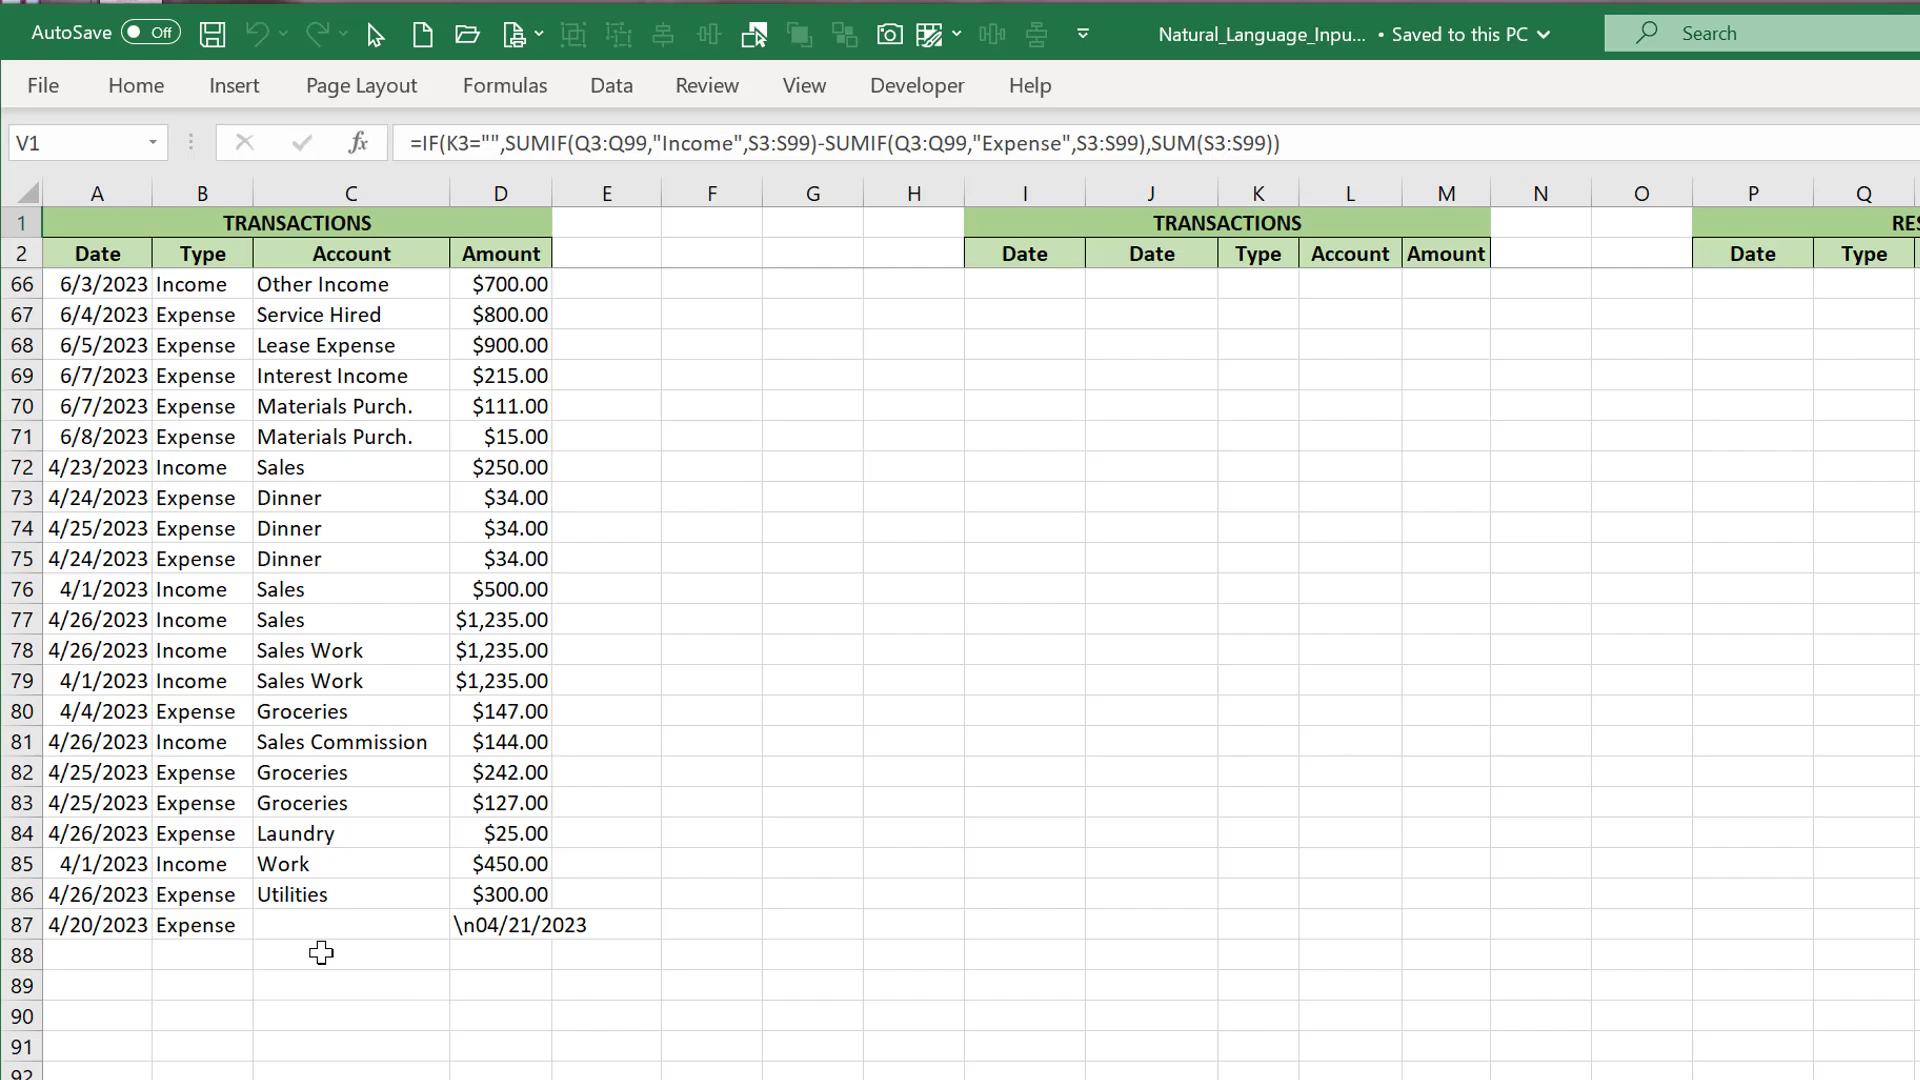 AutoSave Off Natural_Language_Inpu... • Saved to this PC Search
File Home Insert Page Layout Formulas Data Review View Developer Help
V1 fx =IF(K3="",SUMIF(Q3:Q99,"Income",S3:S99)-SUMIF(Q3:Q99,"Expense",S3:S99),SUM(S3:S99))
A B C D E F G H I J K L M N O P Q
1 TRANSACTIONS TRANSACTIONS RES
2 Date Type Account Amount Date Date Type Account Amount Date Type
66 6/3/2023 Income Other Income $700.00
67 6/4/2023 Expense Service Hired $800.00
68 6/5/2023 Expense Lease Expense $900.00
69 6/7/2023 Expense Interest Income $215.00
70 6/7/2023 Expense Materials Purch. $111.00
71 6/8/2023 Expense Materials Purch. $15.00
72 4/23/2023 Income Sales $250.00
73 4/24/2023 Expense Dinner $34.00
74 4/25/2023 Expense Dinner $34.00
75 4/24/2023 Expense Dinner $34.00
76 4/1/2023 Income Sales $500.00
77 4/26/2023 Income Sales $1,235.00
78 4/26/2023 Income Sales Work $1,235.00
79 4/1/2023 Income Sales Work $1,235.00
80 4/4/2023 Expense Groceries $147.00
81 4/26/2023 Income Sales Commission $144.00
82 4/25/2023 Expense Groceries $242.00
83 4/25/2023 Expense Groceries $127.00
84 4/26/2023 Expense Laundry $25.00
85 4/1/2023 Income Work $450.00
86 4/26/2023 Expense Utilities $300.00
87 4/20/2023 Expense \n04/21/2023
88
89
90
91
92